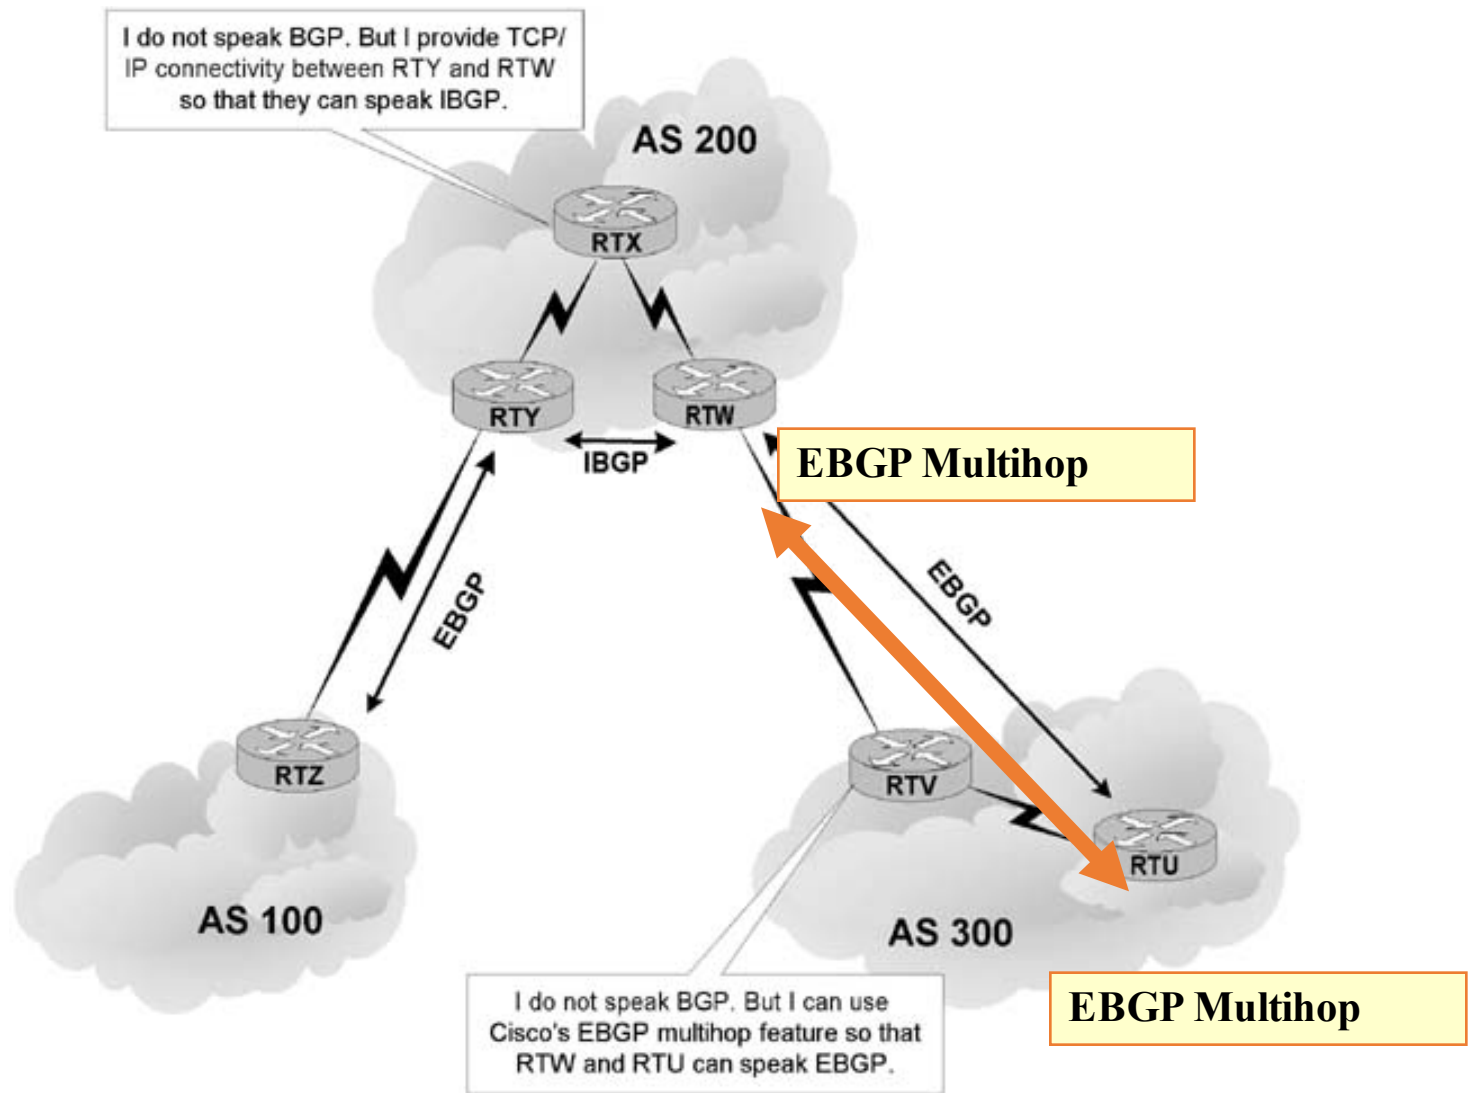 I do not speak BGP. But I provide TCP/
IP connectivity between RTY and RTW
so that they can speak IBGP.
AS 200
RTX
RTY
RTW
IBGP
EBGP Multihop
EBGP
EBGP
RTZ
RTV
RTU
AS 100
AS 300
I do not speak BGP. But I can use
Cisco's EBGP multihop feature so that
RTW and RTU can speak EBGP.
EBGP Multihop